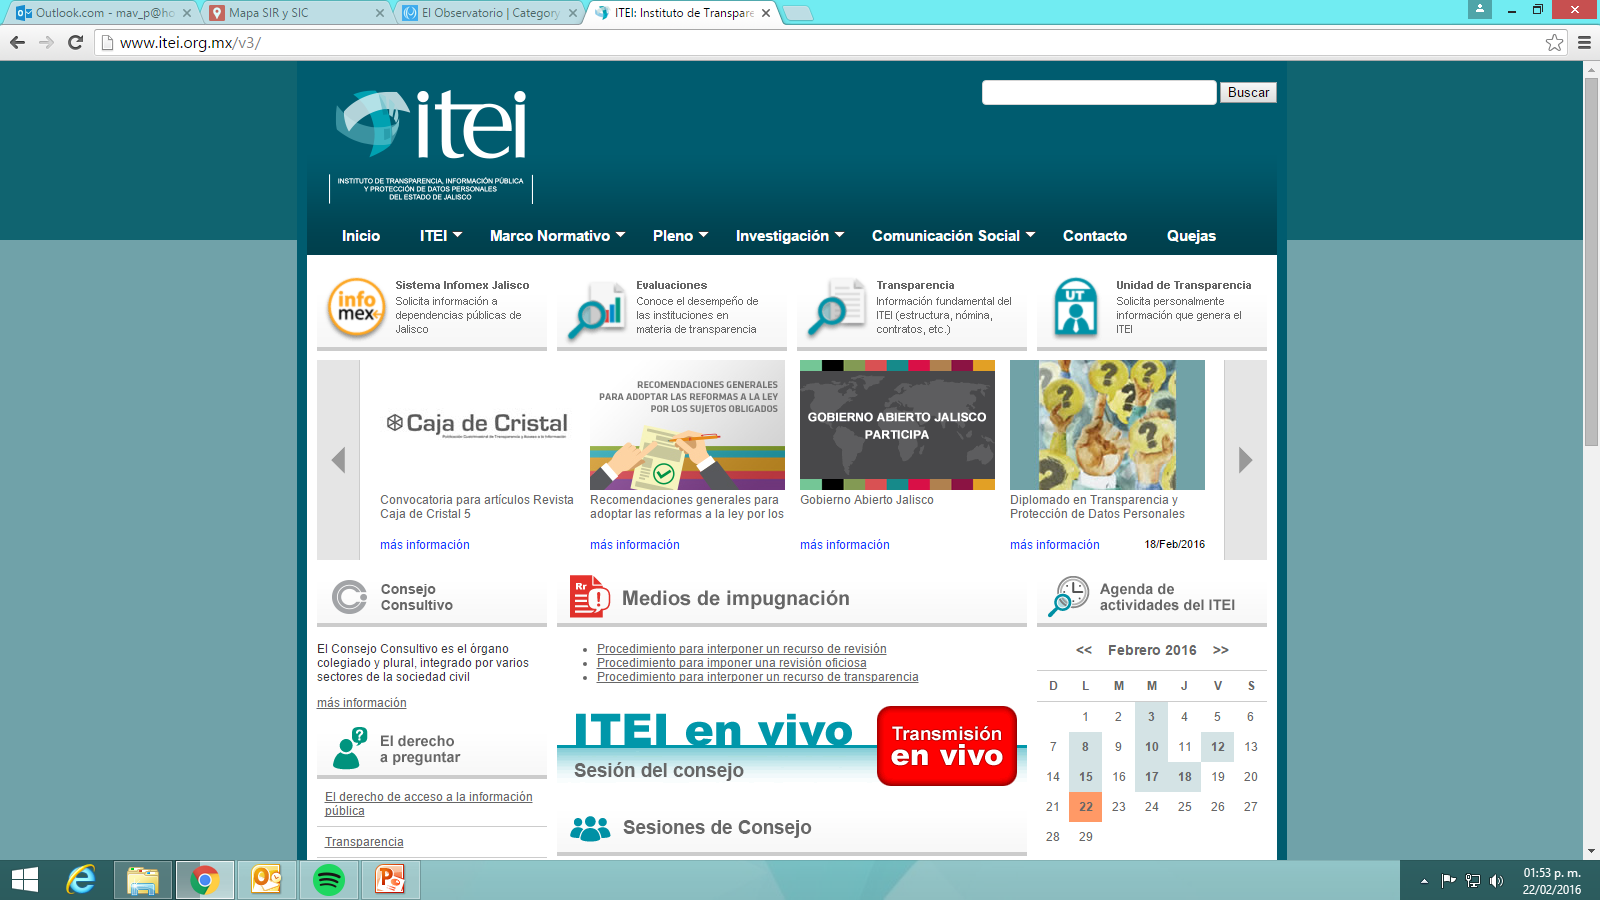 Outlook.com - mav_p@ho
Mapa SIR y SIC
El Observatorio | Category
ITEI: Instituto de Transpare
www.itei.org.mx/v3/
Buscar
itei
INSTITUTO DE TRANSPARENCIA, INFORMACIÓN PÚBLICA
Y PROTECCIÓN DE DATOS PERSONALES
DEL ESTADO DE JALISCO
Inicio ITEI Marco Normativo Pleno Investigación Comunicación Social Contacto Quejas
info
mex
Sistema Infomex Jalisco
Solicita información a
dependencias públicas de
Jalisco
Evaluaciones
Conoce el desempeño de
las instituciones en
materia de transparencia
Transparencia
Información fundamental del
ITEI (estructura, nómina,
contratos, etc.)
UT
Unidad de Transparencia
Solicita personalmente
información que genera el
ITEI
Caja de Cristal
Convocatoria para artículos Revista
Caja de Cristal 5
más información
RECOMENDACIONES GENERALES
PARA ADOPTAR LAS REFORMAS A LA LEY
POR LOS SUJETOS OBLIGADOS
Recomendaciones generales para
adoptar las reformas a la ley por los
más información
GOBIERNO ABIERTO JALISCO
PARTICIPA
Gobierno Abierto Jalisco
más información
? ? ? ?
Diplomado en Transparencia y
Protección de Datos Personales
más información 18/Feb/2016
Consejo
Consultivo
El Consejo Consultivo es el órgano
colegiado y plural, integrado por varios
sectores de la sociedad civil
más información
?
El derecho
a preguntar
El derecho de acceso a la información
pública
Transparencia
Rr
!
Medios de impugnación
Procedimiento para interponer un recurso de revisión
Procedimiento para imponer una revisión oficiosa
Procedimiento para interponer un recurso de transparencia
ITEI en vivo
Sesión del consejo
Transmisión
en vivo
Sesiones de Consejo
Agenda de
actividades del ITEI
<< Febrero 2016 >>
D L M M J V S
1 2 3 4 5 6
7 8 9 10 11 12 13
14 15 16 17 18 19 20
21 22 23 24 25 26 27
28 29
01:53 p. m.
22/02/2016